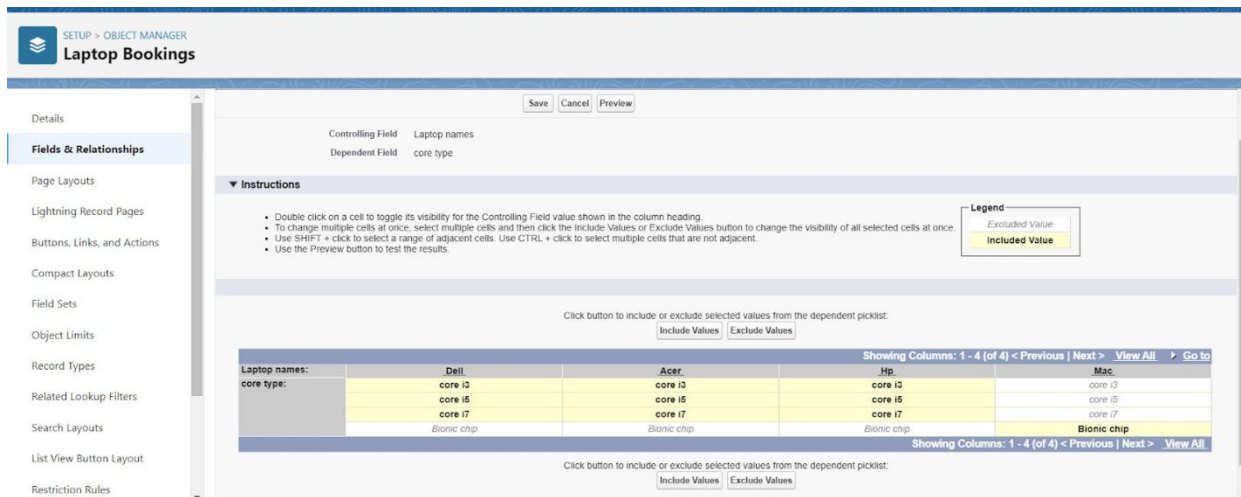 SETUP > OBJECT MANAGER
Laptop Bookings
Details
Fields & Relationships
Page Layouts
Lightning Record Pages
Buttons, Links, and Actions
Compact Layouts
Field Sets
Object Limits
Record Types
Related Lookup Filters
Search Layouts
List View Button Layout
Restriction Rules
Save Cancel Preview
Controlling Field Laptop names
Dependent Field core type
Instructions
• Double click on a cell to toggle its visibility for the Controlling Field value shown in the column heading.
• To change multiple cells at once, select multiple cells and then click the Include Values or Exclude Values button to change the visibility of all selected cells at once.
• Use SHIFT + click to select a range of adjacent cells. Use CTRL + click to select multiple cells that are not adjacent.
• Use the Preview button to test the results.
Legend
Excluded Value
Included Value
Click button to include or exclude selected values from the dependent picklist:
Include Values Exclude Values
Showing Columns: 1 - 4 (of 4) < Previous | Next > View All Go to
Laptop names: Dell Acer Hp Mac
core type: core i3 core i3 core i3 core i3
core i5 core i5 core i5 core i5
core i7 core i7 core i7 core i7
Bionic chip Bionic chip Bionic chip Bionic chip
Showing Columns: 1 - 4 (of 4) < Previous | Next > View All
Click button to include or exclude selected values from the dependent picklist:
Include Values Exclude Values